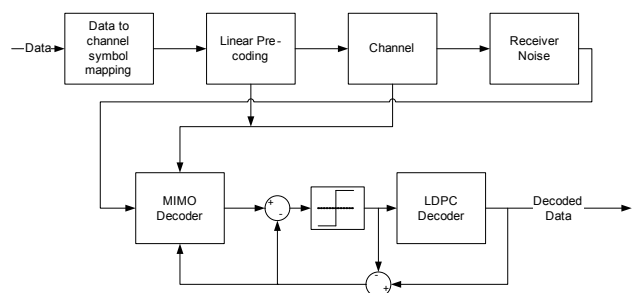 Data
Data to
channel
symbol
mapping
Linear Pre-
coding
Channel
Receiver
Noise
MIMO
Decoder
+
-
LDPC
Decoder
Decoded
Data
-
+